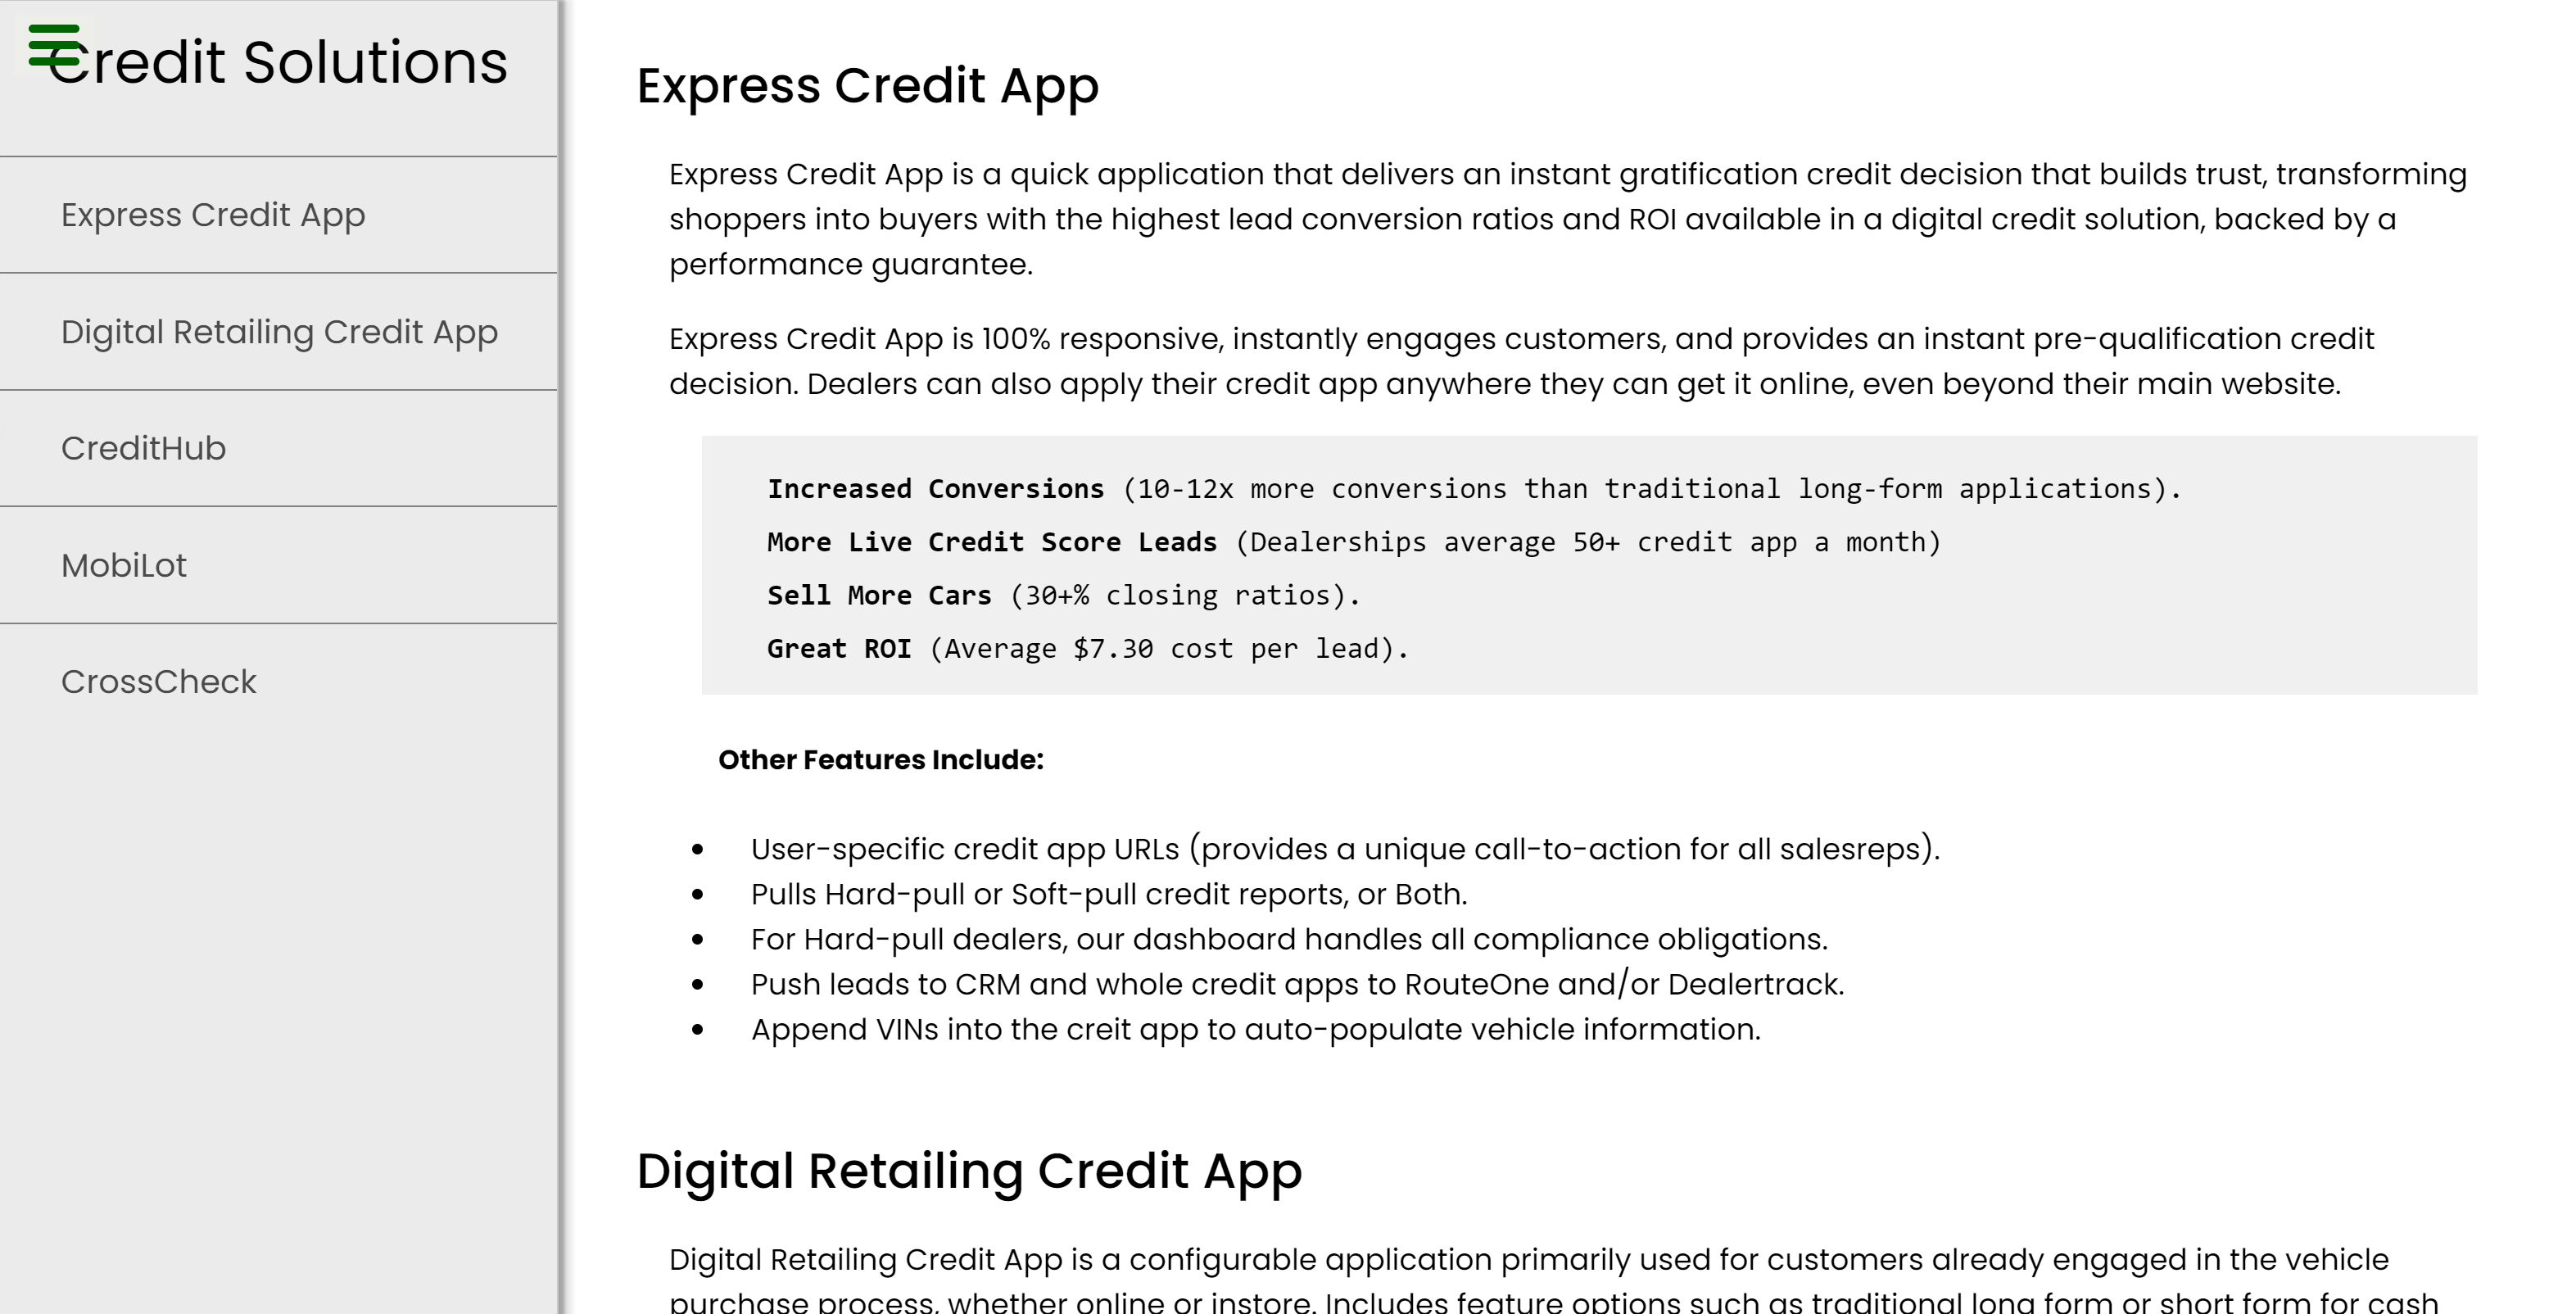 Credit Solutions
Express Credit App
Digital Retailing Credit App
CreditHub
MobiLot
CrossCheck
Express Credit App
Express Credit App is a quick application that delivers an instant gratification credit decision that builds trust, transforming
shoppers into buyers with the highest lead conversion ratios and ROI available in a digital credit solution, backed by a
performance guarantee.
Express Credit App is 100% responsive, instantly engages customers, and provides an instant pre-qualification credit
decision. Dealers can also apply their credit app anywhere they can get it online, even beyond their main website.
Increased Conversions (10-12x more conversions than traditional long-form applications).
More Live Credit Score Leads (Dealerships average 50+ credit app a month)
Sell More Cars (30+% closing ratios).
Great ROI (Average $7.30 cost per lead).
Other Features Include:
• User-specific credit app URLs (provides a unique call-to-action for all salesreps).
• Pulls Hard-pull or Soft-pull credit reports, or Both.
• For Hard-pull dealers, our dashboard handles all compliance obligations.
• Push leads to CRM and whole credit apps to RouteOne and/or Dealertrack.
• Append VINs into the creit app to auto-populate vehicle information.
Digital Retailing Credit App
Digital Retailing Credit App is a configurable application primarily used for customers already engaged in the vehicle
purchase process, whether online or instore. Includes feature options such as traditional long form or short form for cash